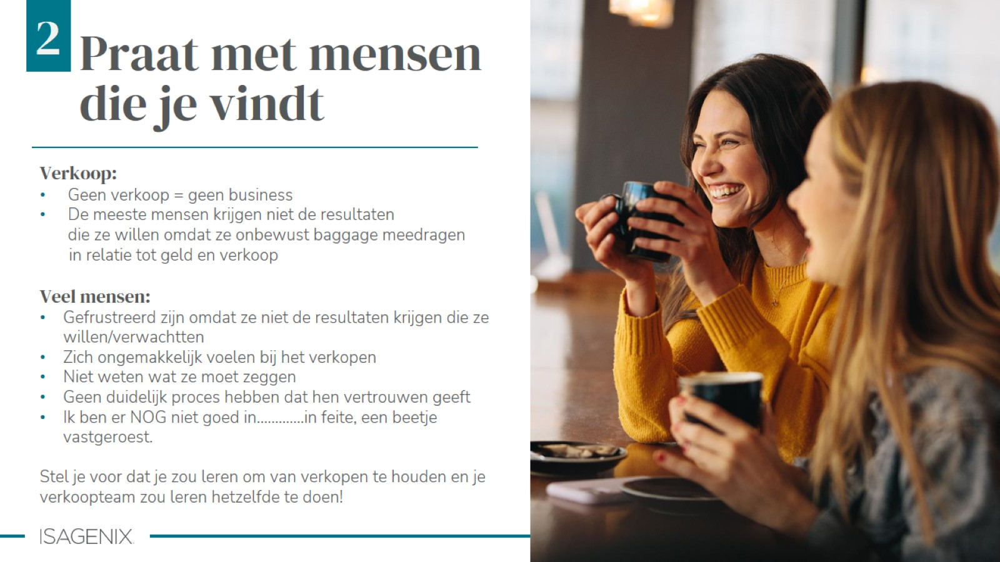 2
Praat met mensen
die je vindt
Verkoop:
• Geen verkoop = geen business
• De meeste mensen krijgen niet de resultaten
die ze willen omdat ze onbewust baggage meedragen
in relatie tot geld en verkoop
Veel mensen:
• Gefrustreerd zijn omdat ze niet de resultaten krijgen die ze
willen/verwachtten
• Zich ongemakkelijk voelen bij het verkopen
• Niet weten wat ze moet zeggen
• Geen duidelijk proces hebben dat hen vertrouwen geeft
• Ik ben er NOG niet goed in.............in feite, een beetje
vastgeroest.
Stel je voor dat je zou leren om van verkopen te houden en je
verkoopteam zou leren hetzelfde te doen!
ISAGENIX